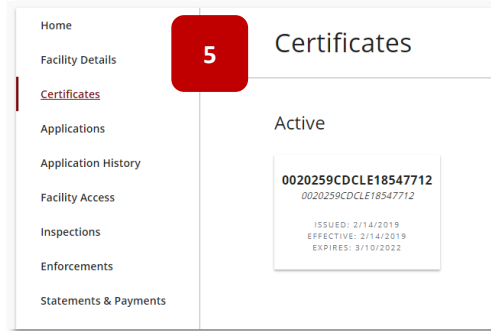 Home
Facility Details
Certificates
Applications
Application History
Facility Access
Inspections
Enforcements
Statements & Payments
5
Certificates
Active
0020259CDCLE18547712
0020259CDCLE18547712
ISSUED: 2/14/2019
EFFECTIVE: 2/14/2019
EXPIRES: 3/10/2022